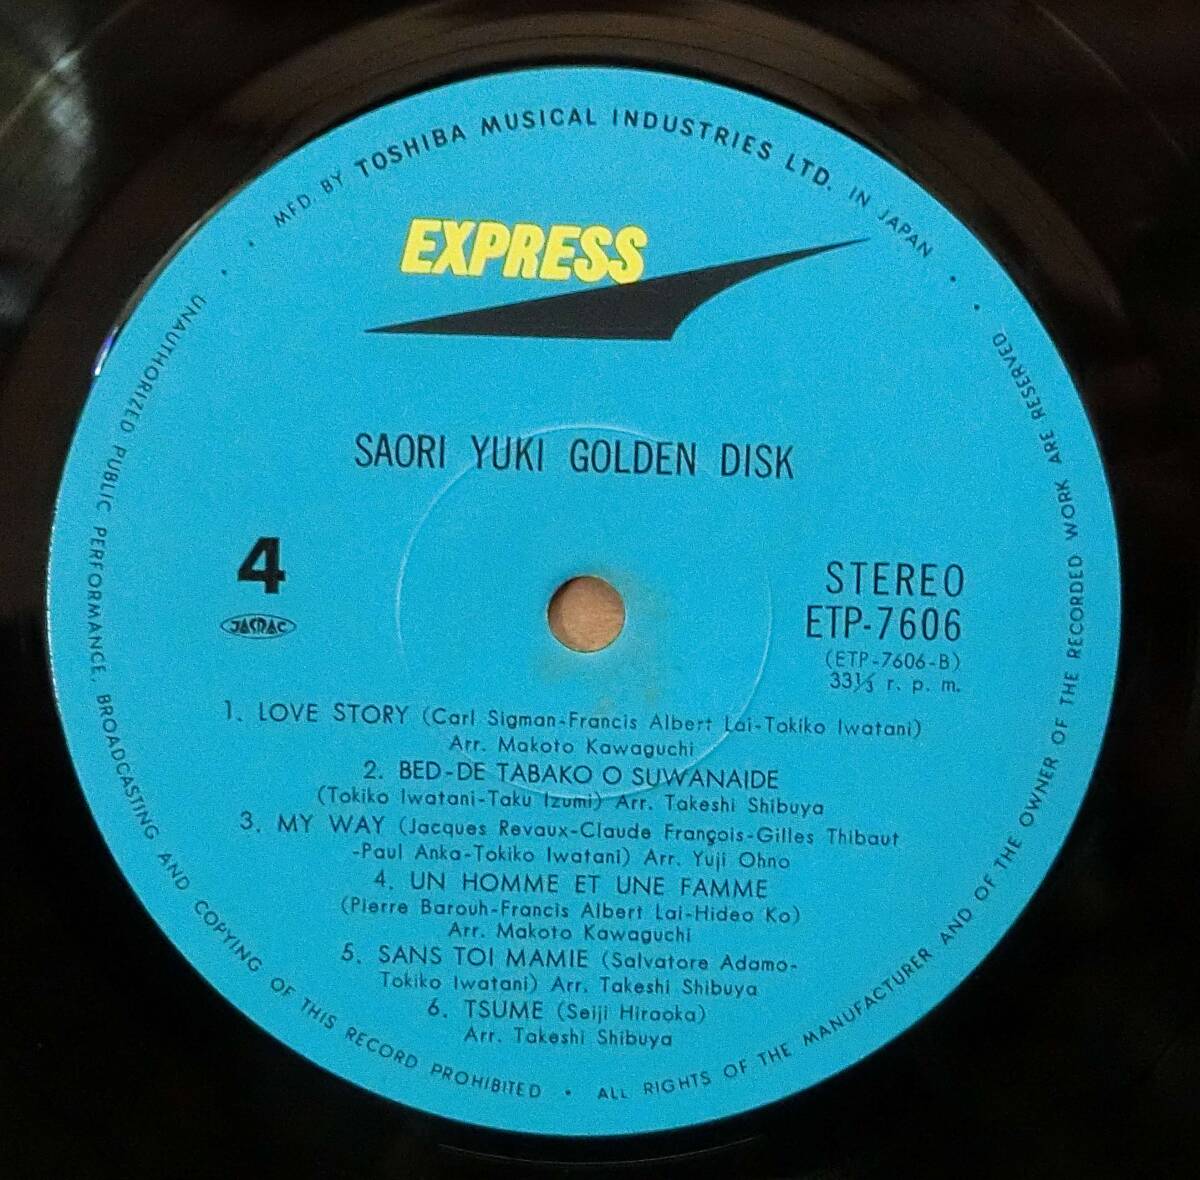 MFD. BY TOSHIBA MUSICAL INDUSTRIES LTD. IN JAPAN
EXPRESS
SAORI YUKI GOLDEN DISK
4
JASRAC
STEREO
ETP-7606
(ETP-7606-B)
33⅓ r. p. m.
1. LOVE STORY (Carl Sigman-Francis Albert Lai-Tokiko Iwatani)
Arr. Makoto Kawaguchi
2. BED-DE TABAKO O SUWANAIDE
(Tokiko Iwatani-Taku Izumi) Arr. Takeshi Shibuya
3. MY WAY (Jacques Revaux-Claude François-Gilles Thibaut
-Paul Anka-Tokiko Iwatani) Arr. Yuji Ohno
4. UN HOMME ET UNE FAMME
(Pierre Barouh-Francis Albert Lai-Hideo Ko)
Arr. Makoto Kawaguchi
5. SANS TOI MAMIE (Salvatore Adamo-
Tokiko Iwatani) Arr. Takeshi Shibuya
6. TSUME (Seiji Hiraoka)
Arr. Takeshi Shibuya
UNAUTHORIZED PUBLIC PERFORMANCE, BROADCASTING AND COPYING OF THIS RECORD PROHIBITED • ALL RIGHTS OF THE MANUFACTURER AND OF THE OWNER OF THE RECORDED WORK ARE RESERVED